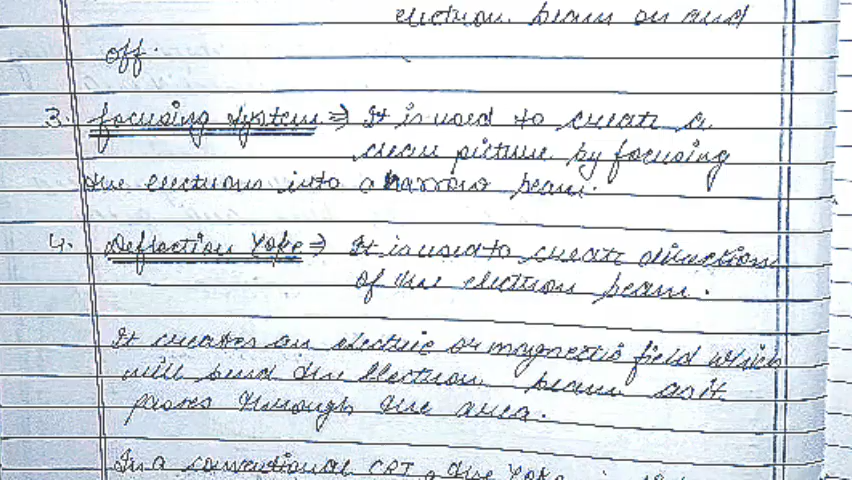 electron beam on and
off.
3. focusing system ⇒ It is used to create a
clear picture by focusing
the electrons into a narrow beam.
4. Deflection Yoke ⇒ It is used to create direction
of the electron beam.
It creates an electric or magnetic field which
will bend the electron beam as it
passes through the area.
In a conventional CRT, the Yoke